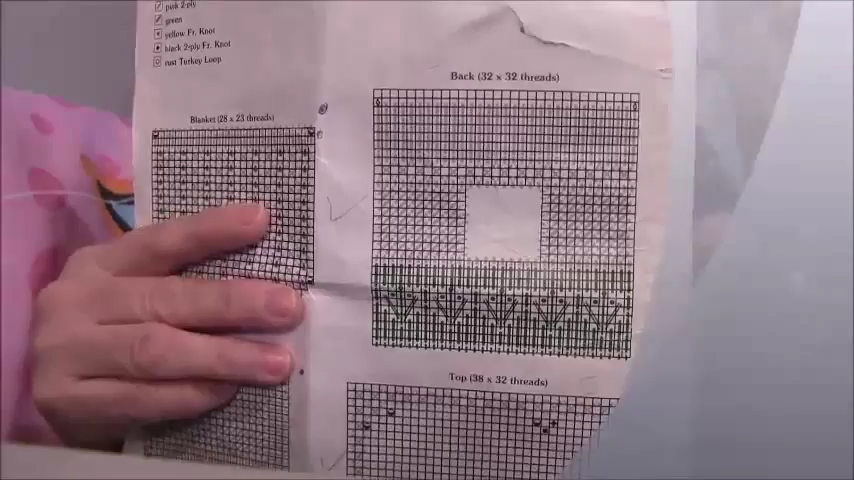 pink 2-ply
green
yellow Fr. Knot
black 2-ply Fr. Knot
rust Turkey Loop
Blanket (28 x 23 threads)
Back (32 x 32 threads)
Top (38 x 32 threads)